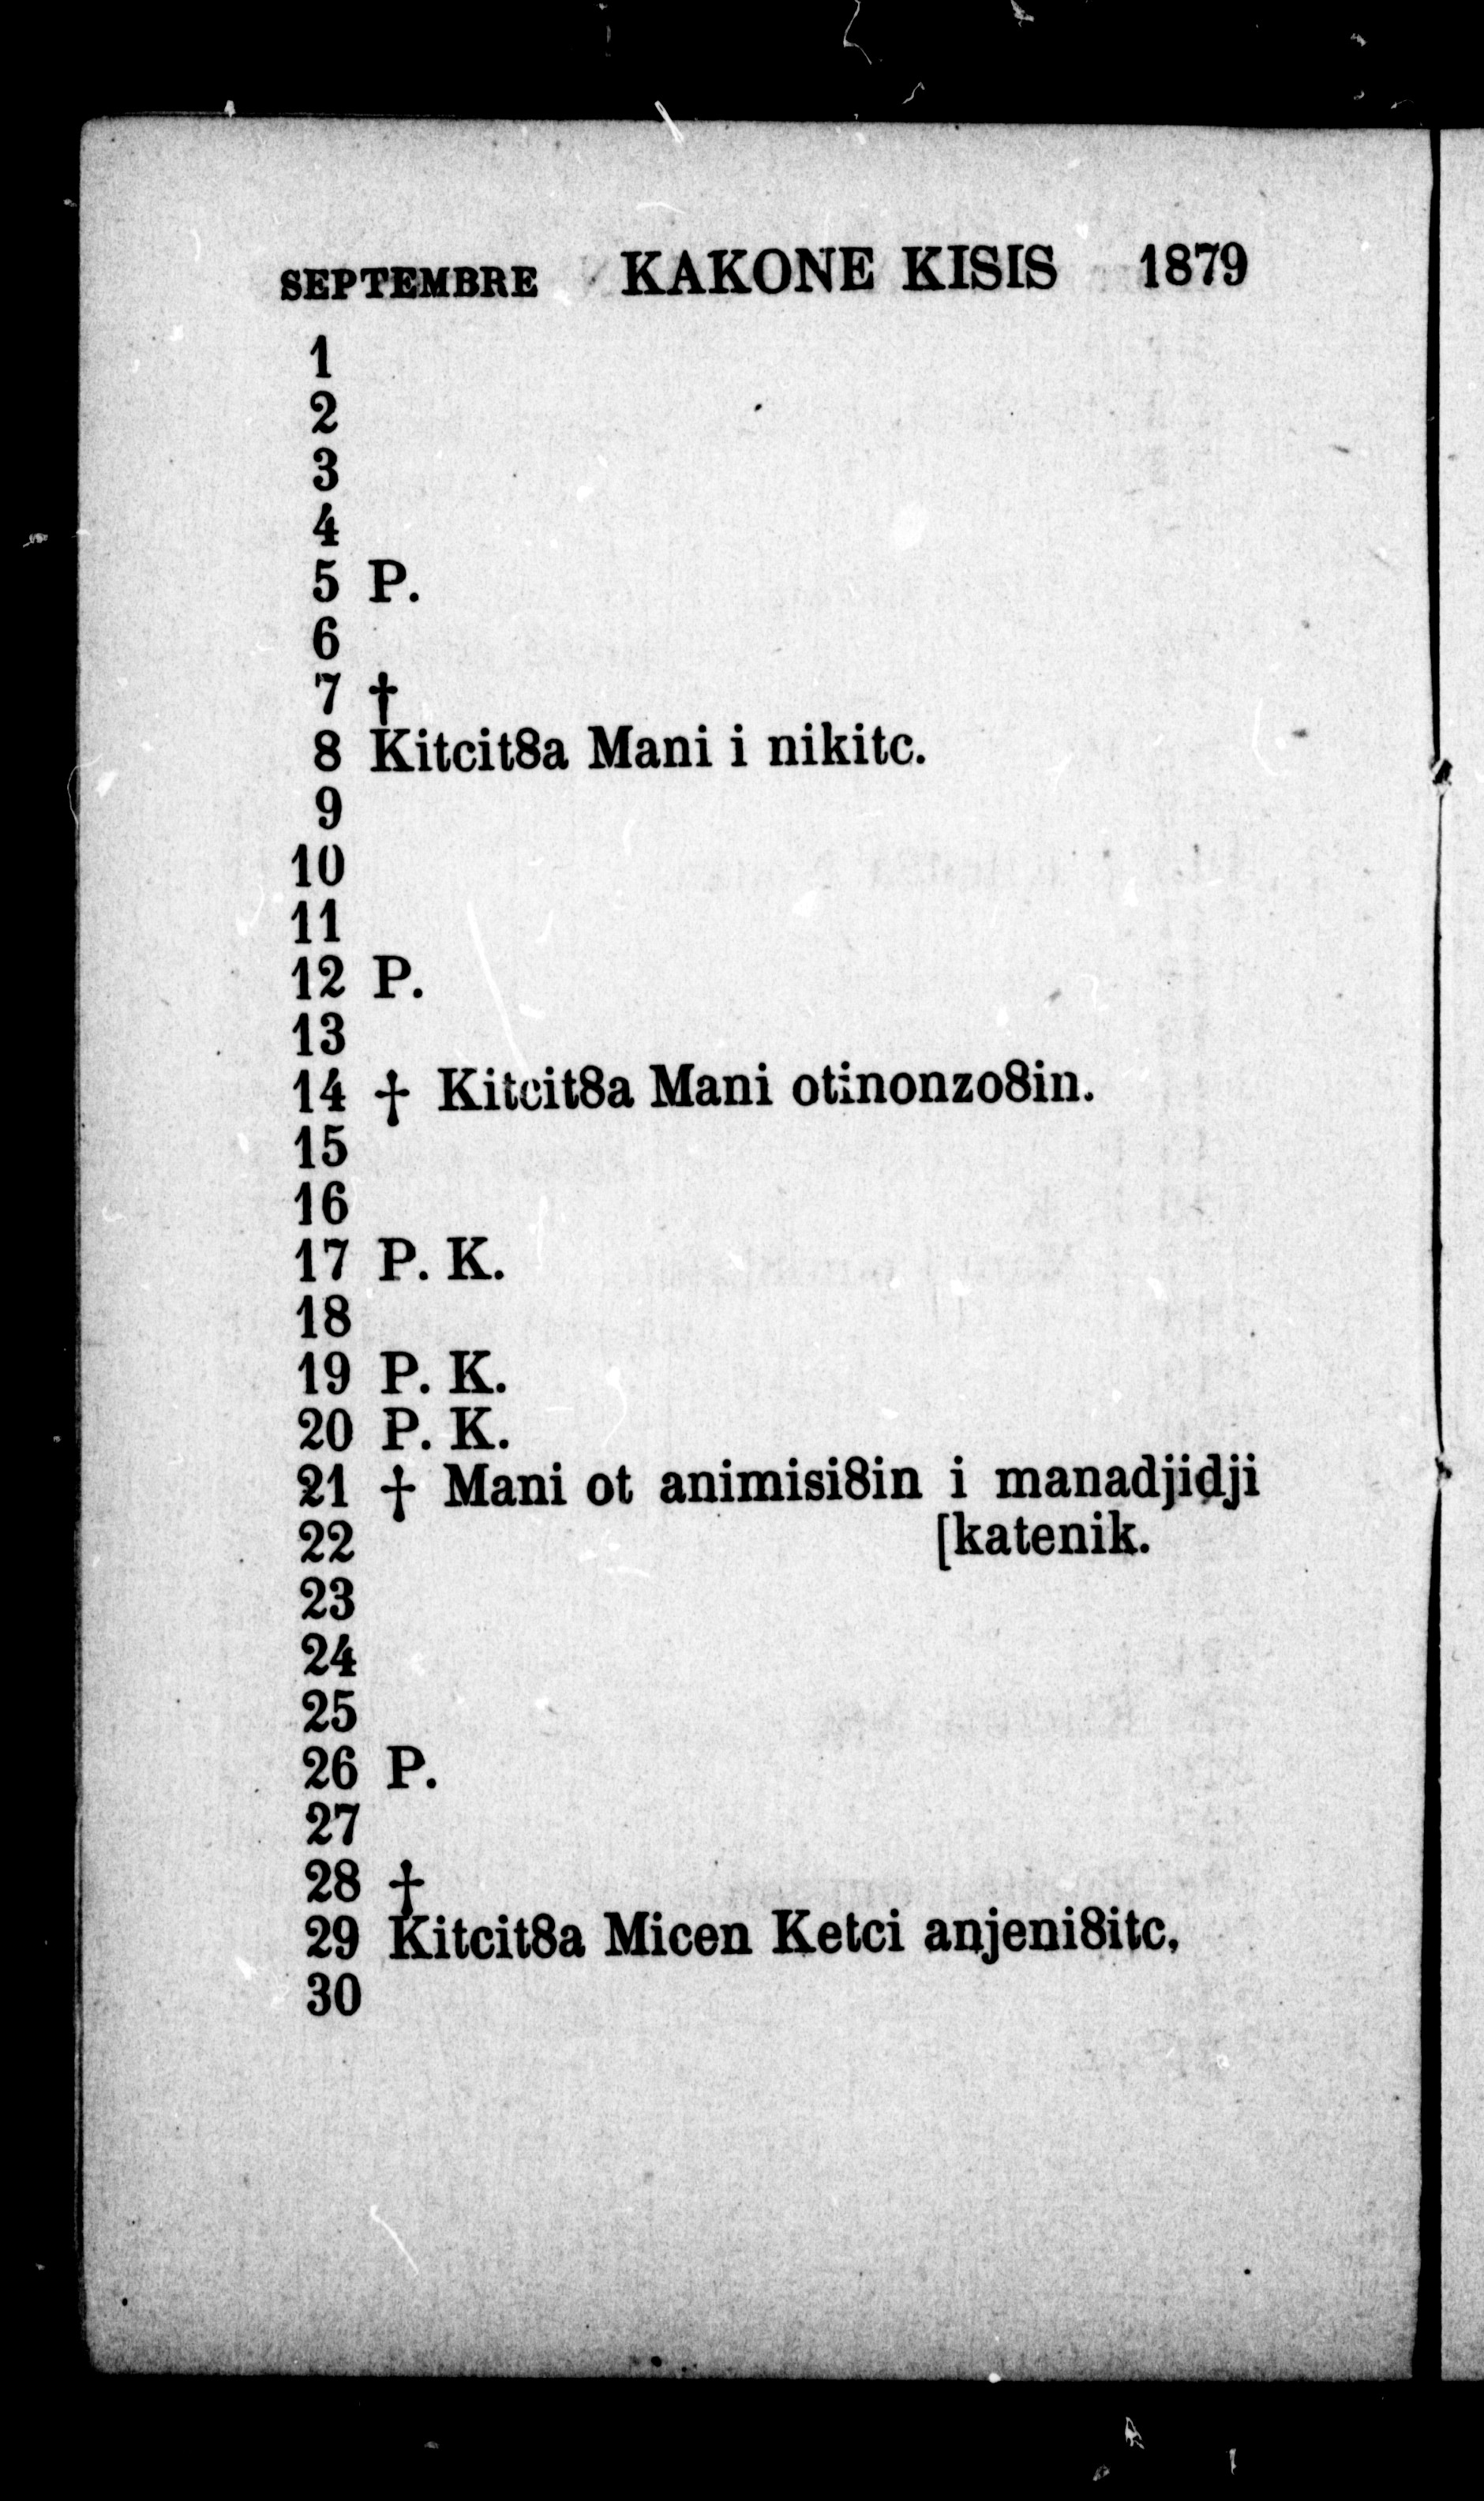 SEPTEMBRE KAKONE KISIS 1879
1
2
3
4
5 P.
6
7 †
8 Kitcit8a Mani i nikitc.
9
10
11
12 P.
13
14 † Kitcit8a Mani otinonzo8in.
15
16
17 P. K.
18
19 P. K.
20 P. K.
21 † Mani ot animisi8in i manadjidji
22 [katenik.
23
24
25
26 P.
27
28 †
29 Kitcit8a Micen Ketci anjeni8itc.
30